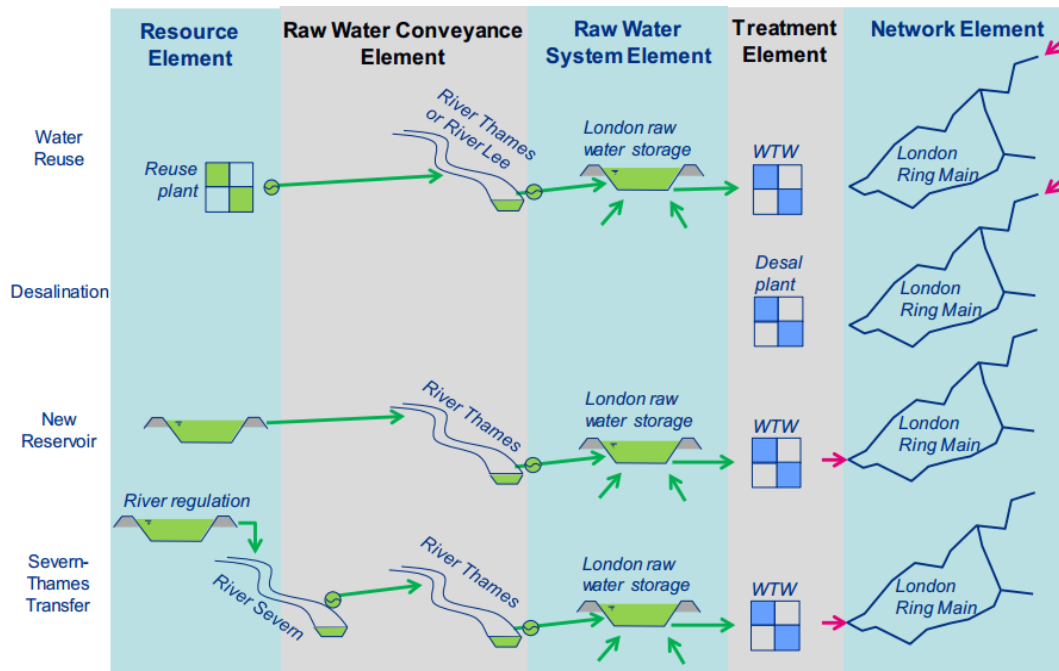 Resource
Element
Raw Water Conveyance
Element
Raw Water
System Element
Treatment
Element
Network Element
Water
Reuse
Reuse
plant
River Thames
or River Lee
London raw
water storage
WTW
London
Ring Main
Desalination
Desal
plant
London
Ring Main
New
Reservoir
River Thames
London raw
water storage
WTW
London
Ring Main
Severn-
Thames
Transfer
River regulation
River Severn
River Thames
London raw
water storage
WTW
London
Ring Main